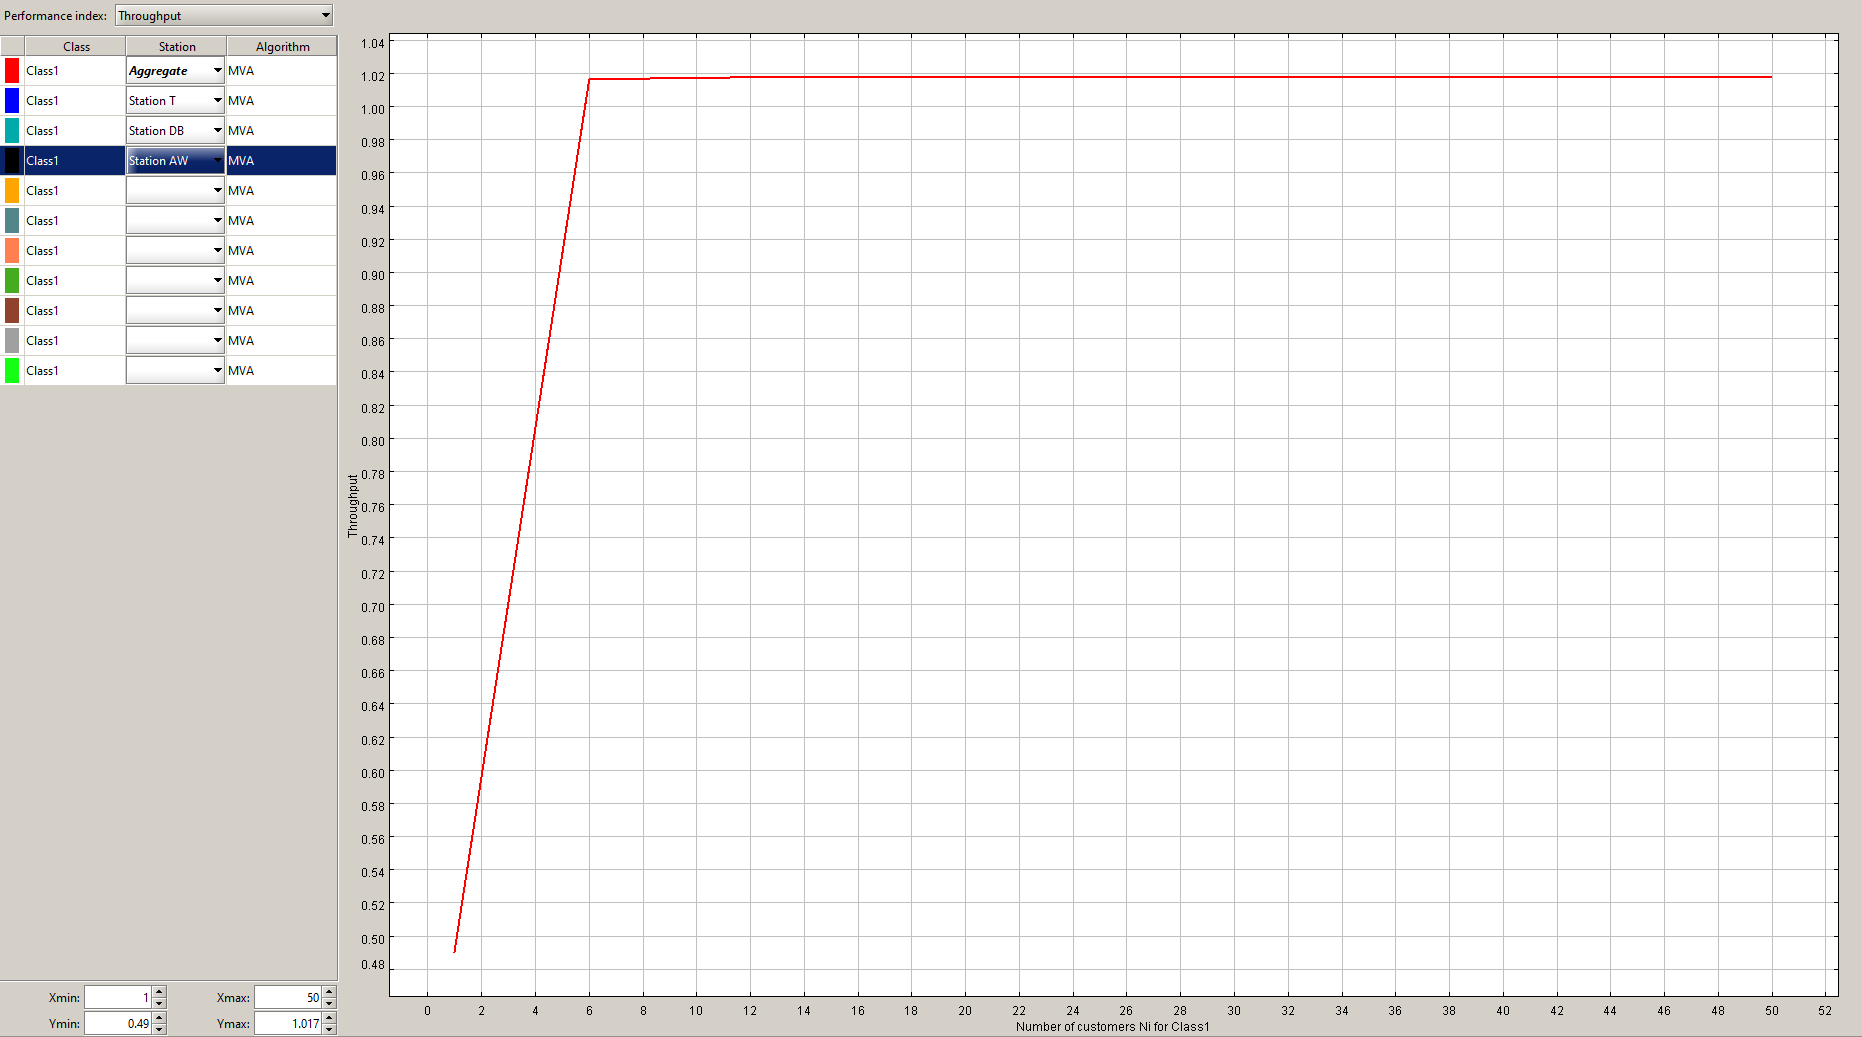 Performance index: Throughput
Class Station Algorithm
Class1 Aggregate MVA
Class1 Station T MVA
Class1 Station DB MVA
Class1 Station AW MVA
Class1 MVA
Class1 MVA
Class1 MVA
Class1 MVA
Class1 MVA
Class1 MVA
Class1 MVA
Xmin: 1 Xmax: 50
Ymin: 0.49 Ymax: 1.017
1.04
1.02
1.00
0.98
0.96
0.94
0.92
0.90
0.88
0.86
0.84
0.82
0.80
0.78
0.76
0.74
0.72
0.70
0.68
0.66
0.64
0.62
0.60
0.58
0.56
0.54
0.52
0.50
0.48
Throughput
0 2 4 6 8 10 12 14 16 18 20 22 24 26 28 30 32 34 36 38 40 42 44 46 48 50 52
Number of customers Ni for Class1